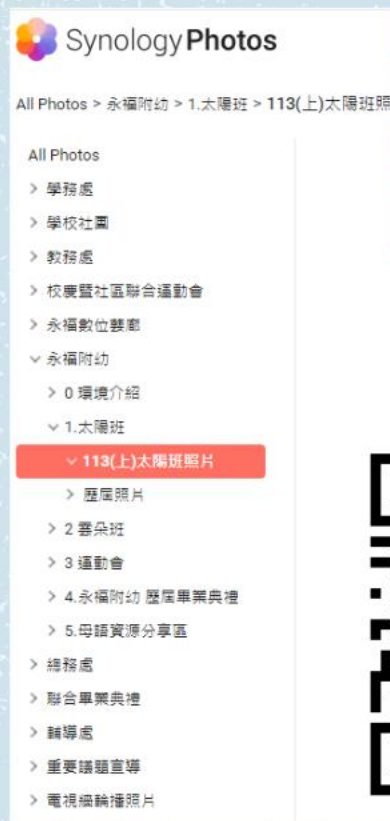 Synology Photos
All Photos > 永福附幼 > 1.太陽班 > 113(上)太陽班照
All Photos
> 學務處
> 學校社團
> 教務處
> 校慶暨社區聯合運動會
> 永福數位藝廊
永福附幼
> 0 環境介紹
1.太陽班
113(上)太陽班照片
> 歷屆照片
> 2 雲朵班
> 3 運動會
> 4.永福附幼 歷屆畢業典禮
> 5.母語資源分享區
> 總務處
> 聯合畢業典禮
> 輔導處
> 重要議題宣導
> 電視牆輪播照片